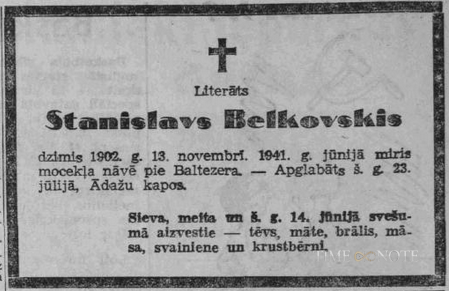 Literāts
Stanislavs Belkovskis
dzimis 1902. g. 13. novembrī. 1941. g. jūnijā miris
mocekļa nāvē pie Baltezera. — Apglabāts š. g. 23.
jūlijā, Ādažu kapos.
Sieva, meita un š. g. 14. jūnijā svešu-
mā aizvestie — tēvs, māte, brālis, mā-
sa, svainiene un krustbērni.